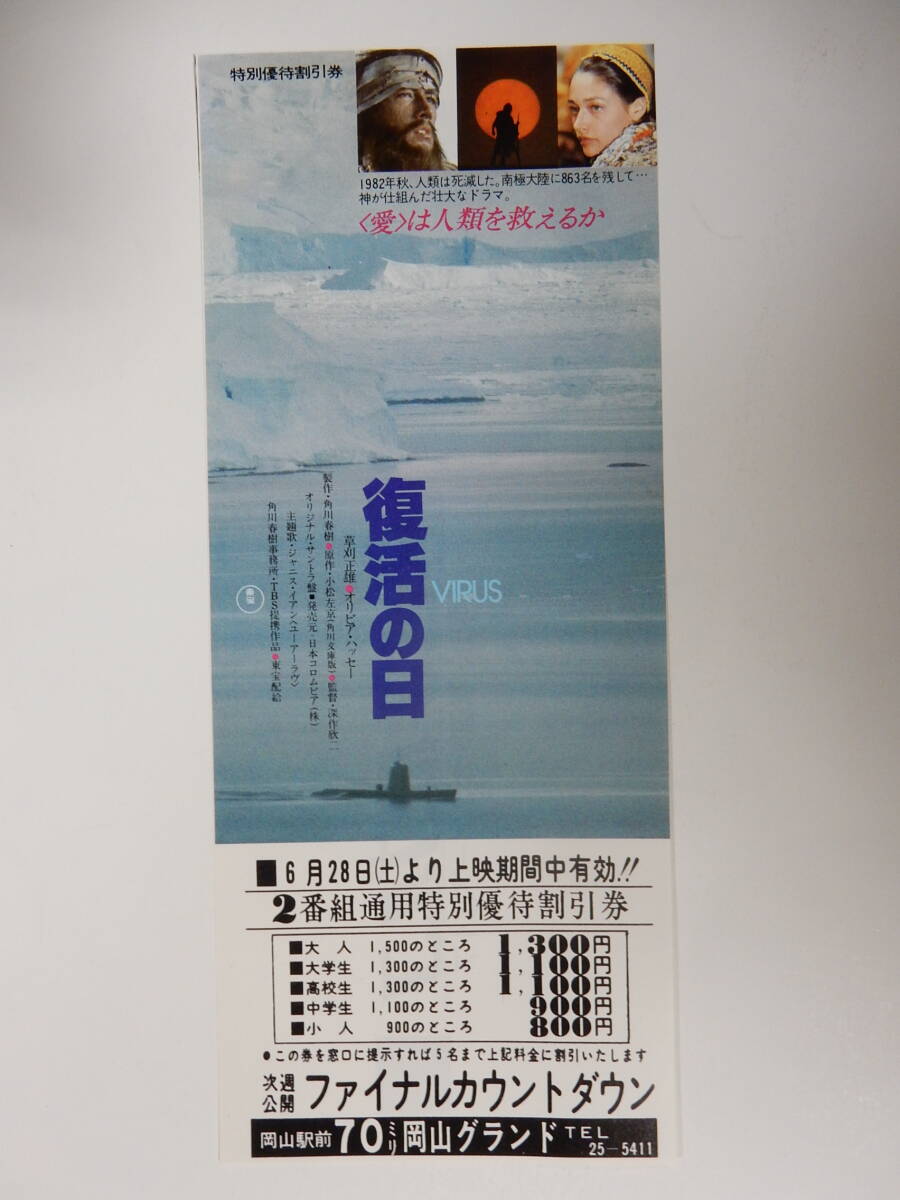 特別優待割引券
1982年秋、人類は死滅した。南極大陸に863名を残して…
神が仕組んだ壮大なドラマ。
〈愛〉は人類を救えるか
復活の日
VIRUS
草刈正雄●オリビア・ハッセー
製作・角川春樹●原作・小松左京(角川文庫版)●監督・深作欣二
オリジナル・サントラ盤■発売元・日本コロムビア(株)
主題歌・ジャニス・イアン〈ユー・アー・ラヴ〉
角川春樹事務所・TBS提携作品●東宝配給
東宝
■6月28日(土)より上映期間中有効!!
2番組通用特別優待割引券
■大人 1,500のところ 1,300円
■大学生 1,300のところ 1,100円
■高校生 1,300のところ 1,100円
■中学生 1,100のところ 900円
■小人 900のところ 800円
●この券を窓口に提示すれば5名まで上記料金に割引いたします
次週公開 ファイナルカウントダウン
岡山駅前 70ミリ 岡山グランド TEL 25-5411